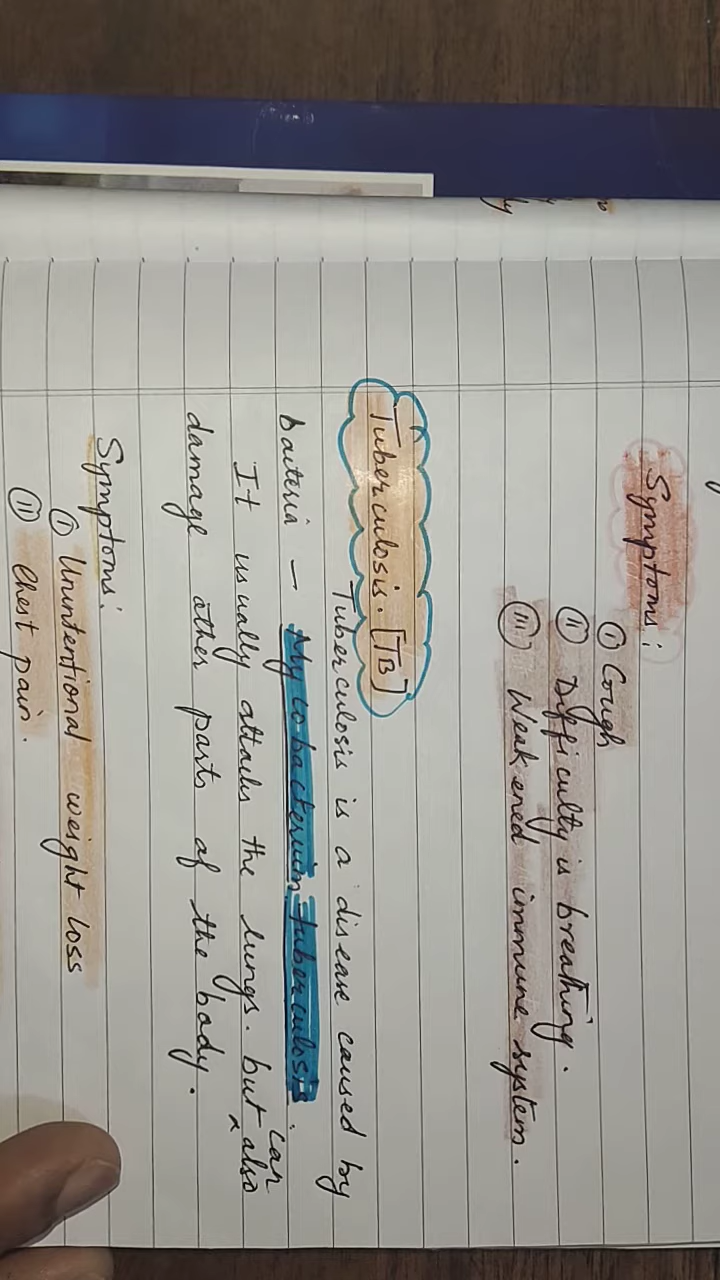 Symptoms:
(i) Cough
(ii) Difficulty is breathing.
(iii) Weakened immune system.
Tuberculosis. [TB]
Tuberculosis is a disease caused by
bacteria - Mycobacterium tuberculosis.
It usually attacks the lungs. but can also
damage other parts of the body.
Symptoms:
(i) Unintentional weight loss
(ii) Chest pain.